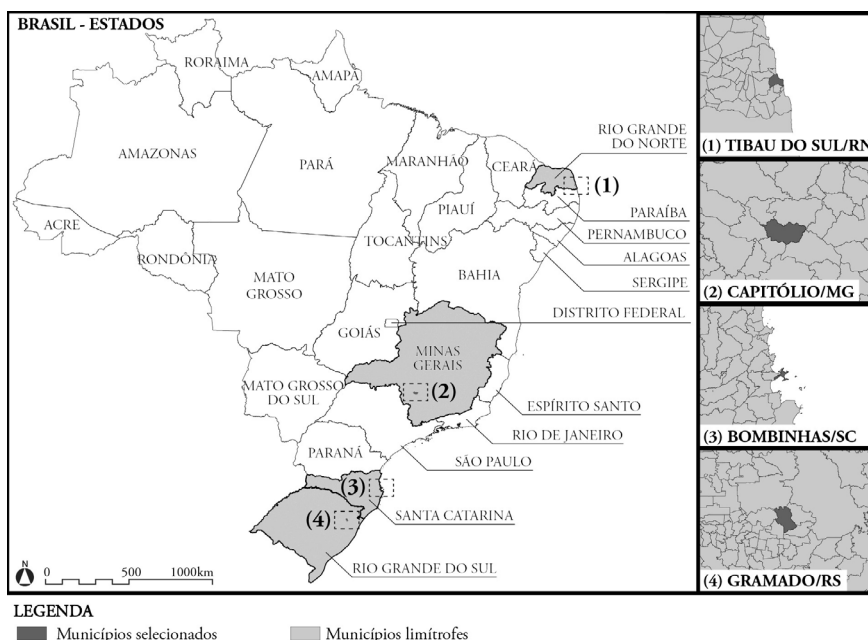 BRASIL - ESTADOS
RORAIMA
AMAPÁ
AMAZONAS
PARÁ
MARANHÃO
CEARÁ
RIO GRANDE
DO NORTE
(1)
PIAUÍ
PARAÍBA
PERNAMBUCO
ALAGOAS
SERGIPE
ACRE
RONDÔNIA
TOCANTINS
MATO
GROSSO
BAHIA
DISTRITO FEDERAL
GOIÁS
MINAS
GERAIS
(2)
MATO GROSSO
DO SUL
ESPÍRITO SANTO
RIO DE JANEIRO
SÃO PAULO
PARANÁ
(3)
SANTA CATARINA
(4)
RIO GRANDE DO SUL
N
0 500 1000km
(1) TIBAU DO SUL/RN
(2) CAPITÓLIO/MG
(3) BOMBINHAS/SC
(4) GRAMADO/RS
LEGENDA
Municípios selecionados
Municípios limítrofes